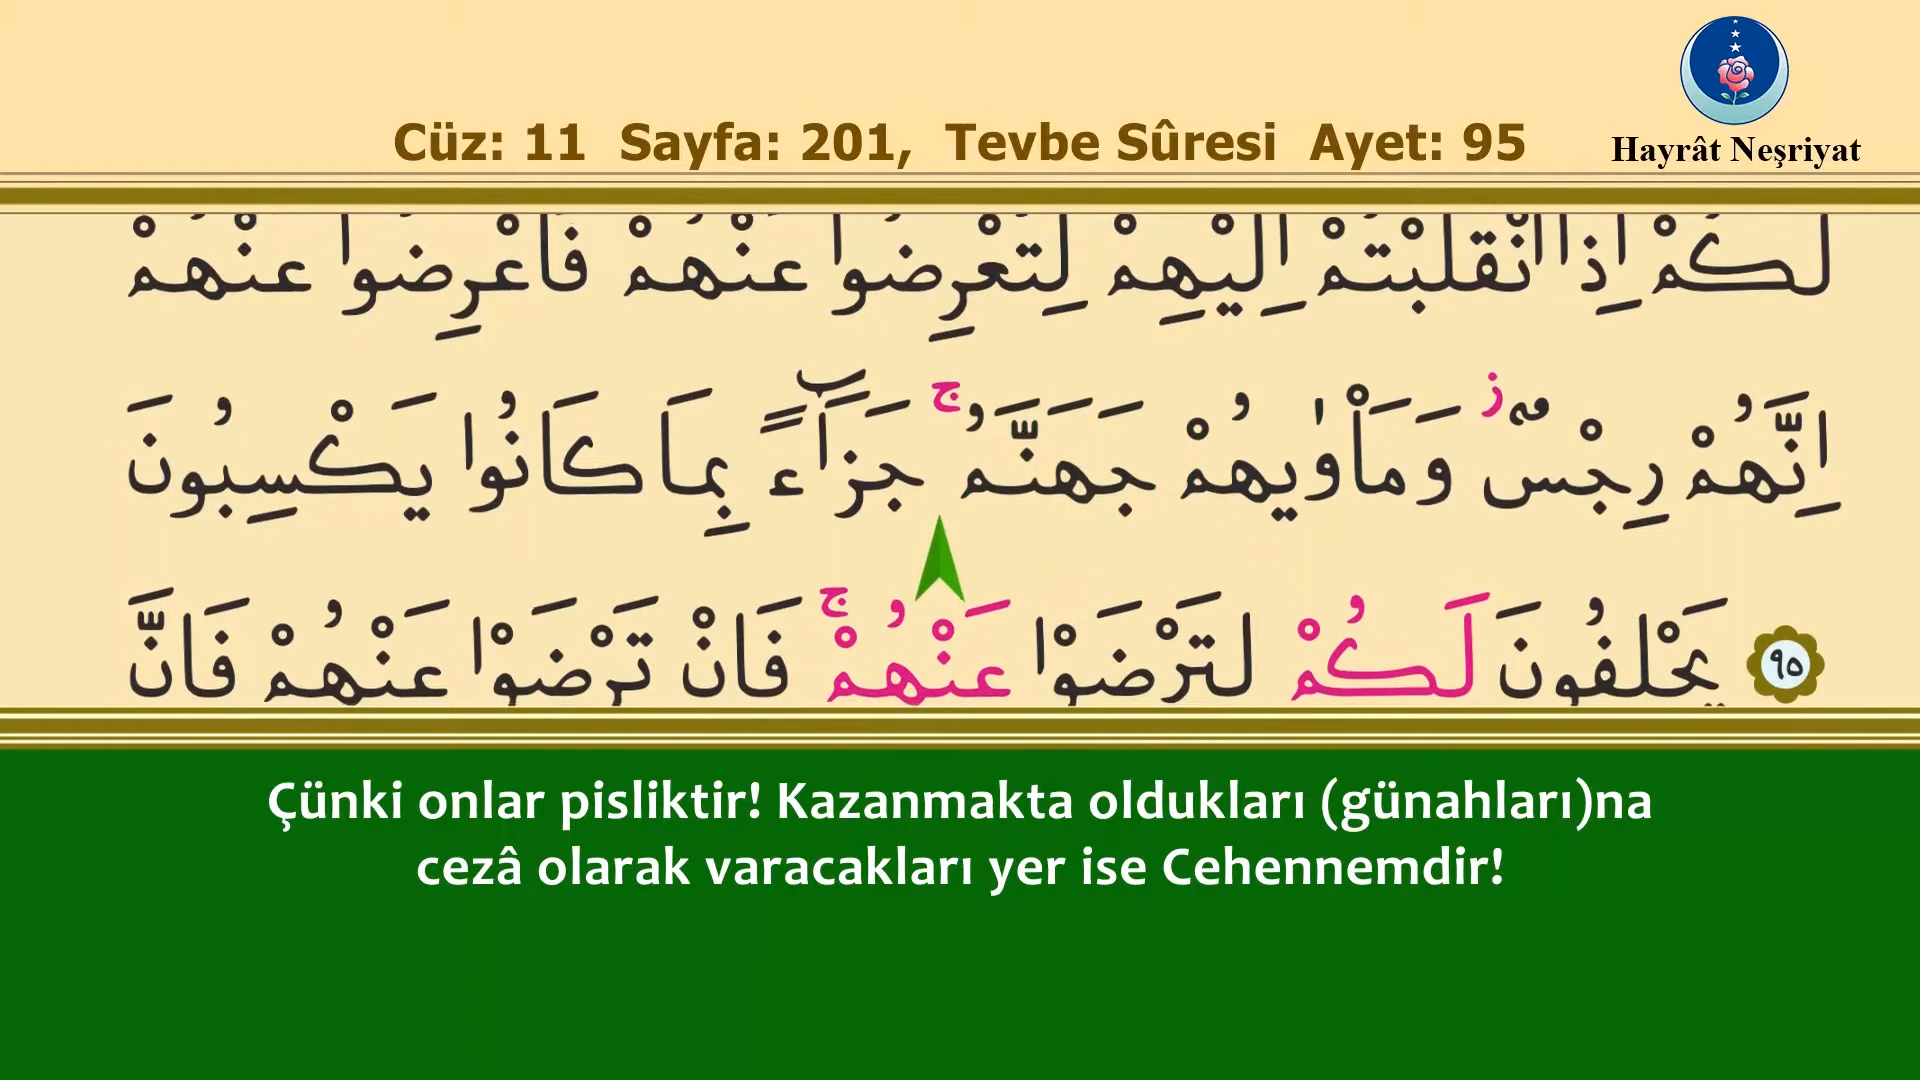 Cüz: 11 Sayfa: 201, Tevbe Sûresi Ayet: 95
Hayrât Neşriyat
لَكُمْ اِذَا انْقَلَبْتُمْ اِلَيْهِمْ لِتُعْرِضُوا عَنْهُمْ فَاَعْرِضُوا عَنْهُمْ
اِنَّهُمْ رِجْسٌۘ وَمَاْوٰيهُمْ جَهَنَّمُۚ جَزَٓاءً بِمَا كَانُوا يَكْسِبُونَ
٩٥ يَحْلِفُونَ لَكُمْ لِتَرْضَوْا عَنْهُمْۚ فَاِنْ تَرْضَوْا عَنْهُمْ فَاِنَّ
Çünki onlar pisliktir! Kazanmakta oldukları (günahları)na
cezâ olarak varacakları yer ise Cehennemdir!